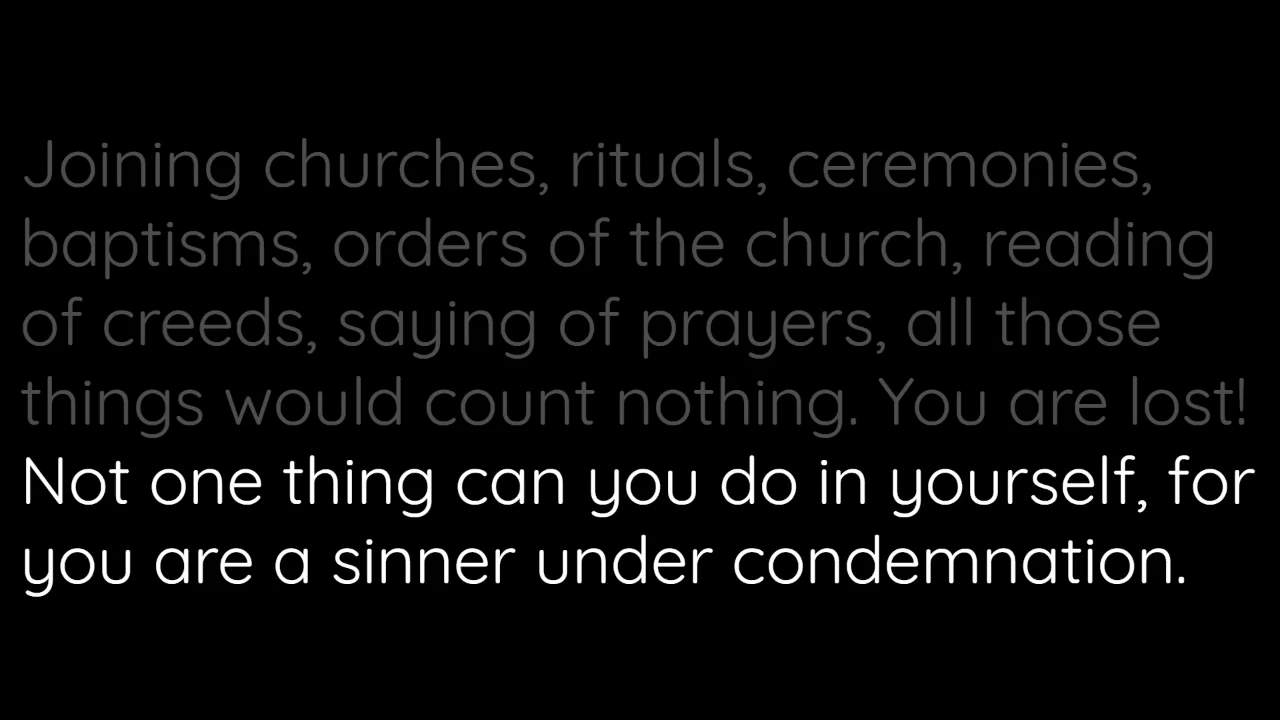 Joining churches, rituals, ceremonies,
baptisms, orders of the church, reading
of creeds, saying of prayers, all those
things would count nothing. You are lost!
Not one thing can you do in yourself, for
you are a sinner under condemnation.